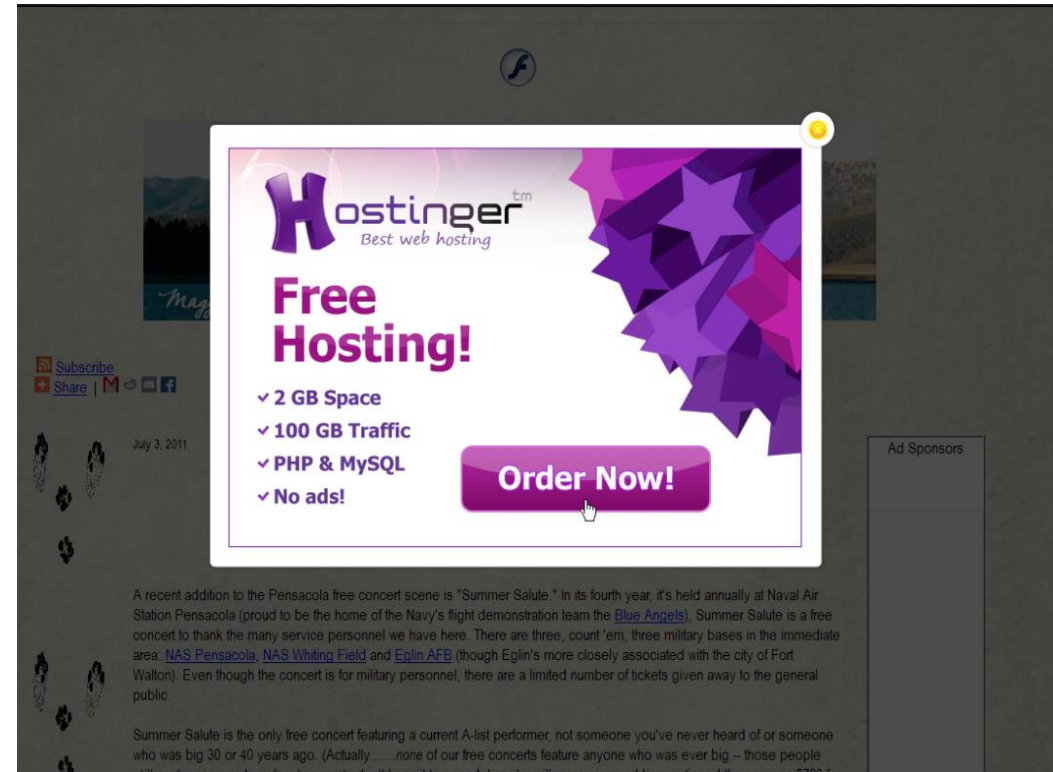 Hostinger tm
Best web hosting
Free
Hosting!
2 GB Space
100 GB Traffic
PHP & MySQL
No ads!
Order Now!
Subscribe
Share |
July 3, 2011
Ad Sponsors
A recent addition to the Pensacola free concert scene is "Summer Salute." In its fourth year, it's held annually at Naval Air
Station Pensacola (proud to be the home of the Navy's flight demonstration team the Blue Angels), Summer Salute is a free
concert to thank the many service personnel we have here. There are three, count 'em, three military bases in the immediate
area: NAS Pensacola, NAS Whiting Field and Eglin AFB (though Eglin's more closely associated with the city of Fort
Walton). Even though the concert is for military personnel, there are a limited number of tickets given away to the general
public.
Summer Salute is the only free concert featuring a current A-list performer, not someone you've never heard of or someone
who was big 30 or 40 years ago. (Actually......none of our free concerts feature anyone who was ever big – those people